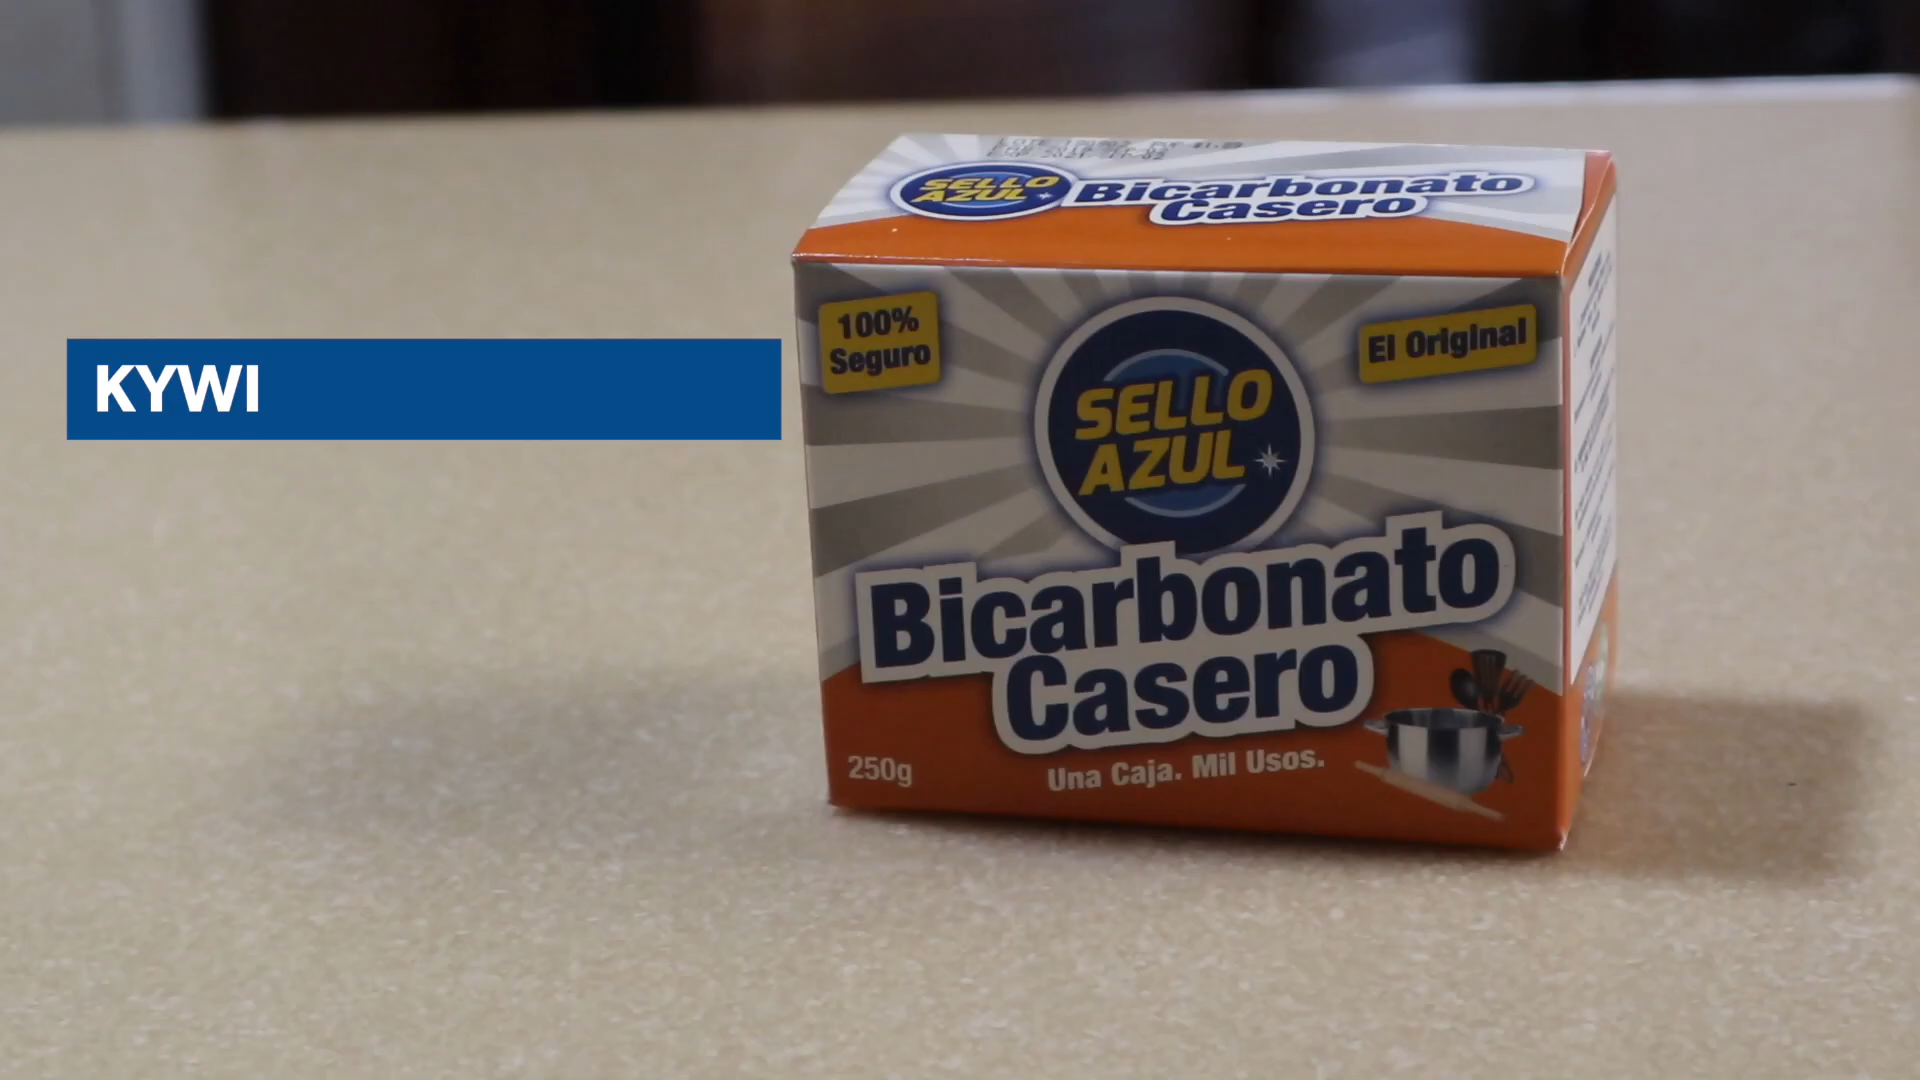 KYWI
SELLO
AZUL
Bicarbonato
Casero
100%
Seguro
El Original
SELLO
AZUL
Bicarbonato
Casero
250g
Una Caja. Mil Usos.